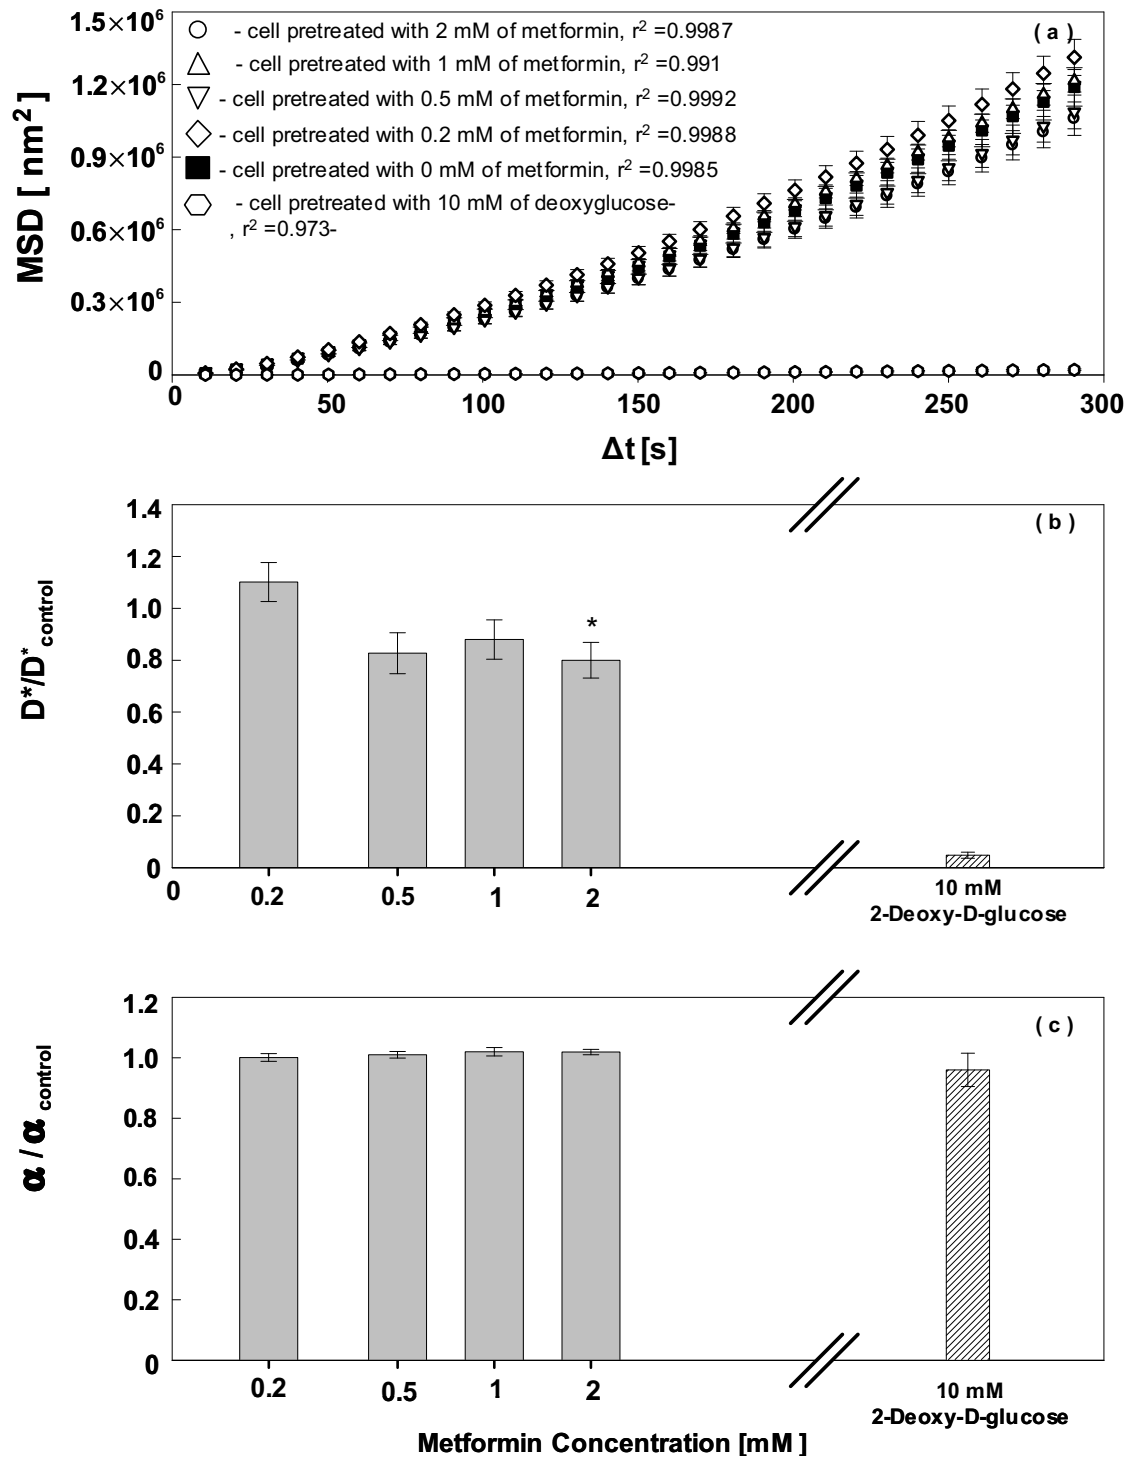 ( a )
1.5×10⁶
1.2×10⁶
0.9×10⁶
0.6×10⁶
0.3×10⁶
0
MSD [ nm² ]
- cell pretreated with 2 mM of metformin, r² =0.9987
- cell pretreated with 1 mM of metformin, r² =0.991
- cell pretreated with 0.5 mM of metformin, r² =0.9992
- cell pretreated with 0.2 mM of metformin, r² =0.9988
- cell pretreated with 0 mM of metformin, r² =0.9985
- cell pretreated with 10 mM of deoxyglucose-
, r² =0.973-
0 50 100 150 200 250 300
Δt [s]
( b )
1.4
1.2
1.0
0.8
0.6
0.4
0.2
0
D*/D*control
*
0 0.2 0.5 1 2 10 mM
2-Deoxy-D-glucose
( c )
1.2
1.0
0.8
0.6
0.4
0.2
0
α / α control
0.2 0.5 1 2 10 mM
2-Deoxy-D-glucose
Metformin Concentration [mM ]